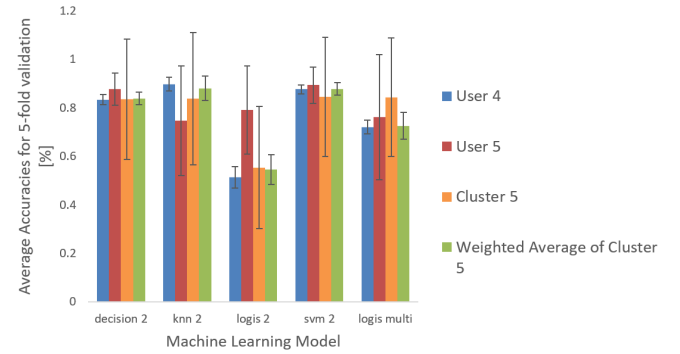 Average Accuracies for 5-fold validation
[%]
1.2
1
0.8
0.6
0.4
0.2
0
decision 2 knn 2 logis 2 svm 2 logis multi
Machine Learning Model
User 4
User 5
Cluster 5
Weighted Average of Cluster
5